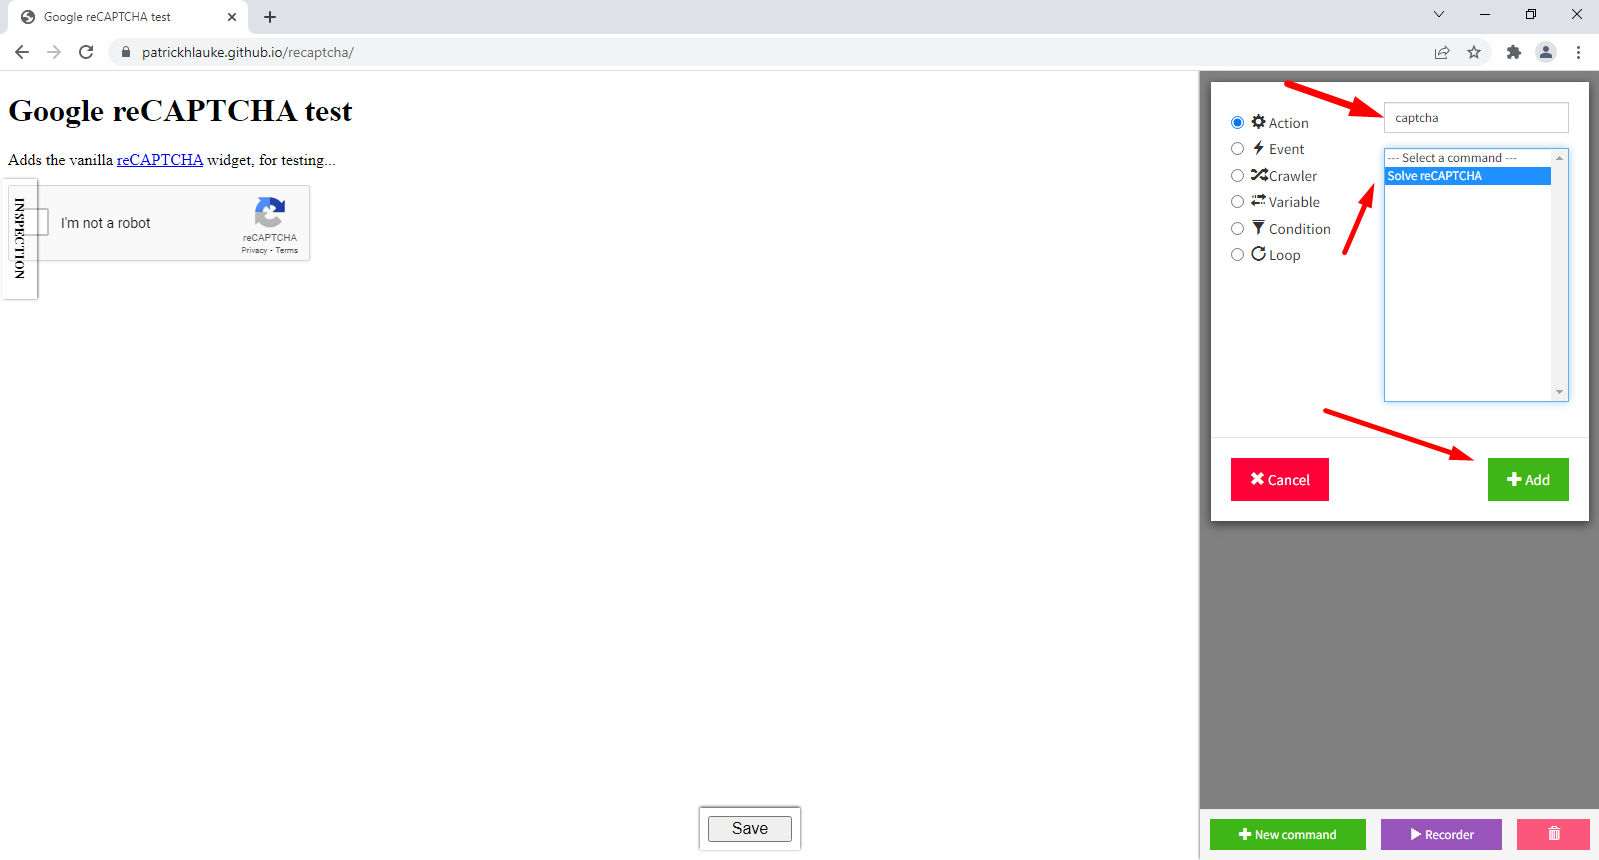 Google reCAPTCHA test
patrickhlauke.github.io/recaptcha/
Google reCAPTCHA test
Adds the vanilla reCAPTCHA widget, for testing...
INSPECTION
I'm not a robot
reCAPTCHA
Privacy - Terms
Save
Action
Event
Crawler
Variable
Condition
Loop
captcha
--- Select a command ---
Solve reCAPTCHA
Cancel
Add
New command
Recorder